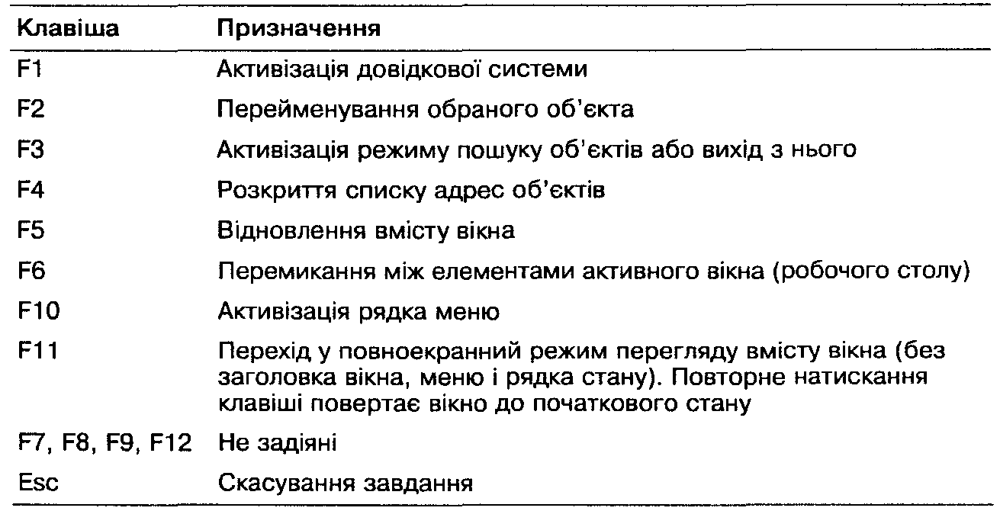 Клавіша Призначення
F1 Активізація довідкової системи
F2 Перейменування обраного об’єкта
F3 Активізація режиму пошуку об’єктів або вихід з нього
F4 Розкриття списку адрес об’єктів
F5 Відновлення вмісту вікна
F6 Перемикання між елементами активного вікна (робочого столу)
F10 Активізація рядка меню
F11 Перехід у повноекранний режим перегляду вмісту вікна (без
заголовка вікна, меню і рядка стану). Повторне натискання
клавіші повертає вікно до початкового стану
F7, F8, F9, F12 Не задіяні
Esc Скасування завдання